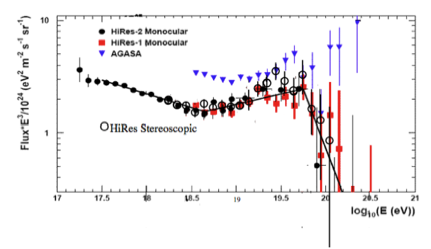 10
HiRes-2 Monocular
HiRes-1 Monocular
AGASA
Flux*E³/10²⁴ (eV² m⁻² s⁻¹ sr⁻¹)
1
HiRes Stereoscopic
17 17.5 18 18.5 19 19.5 20 20.5 21
log₁₀(E (eV))